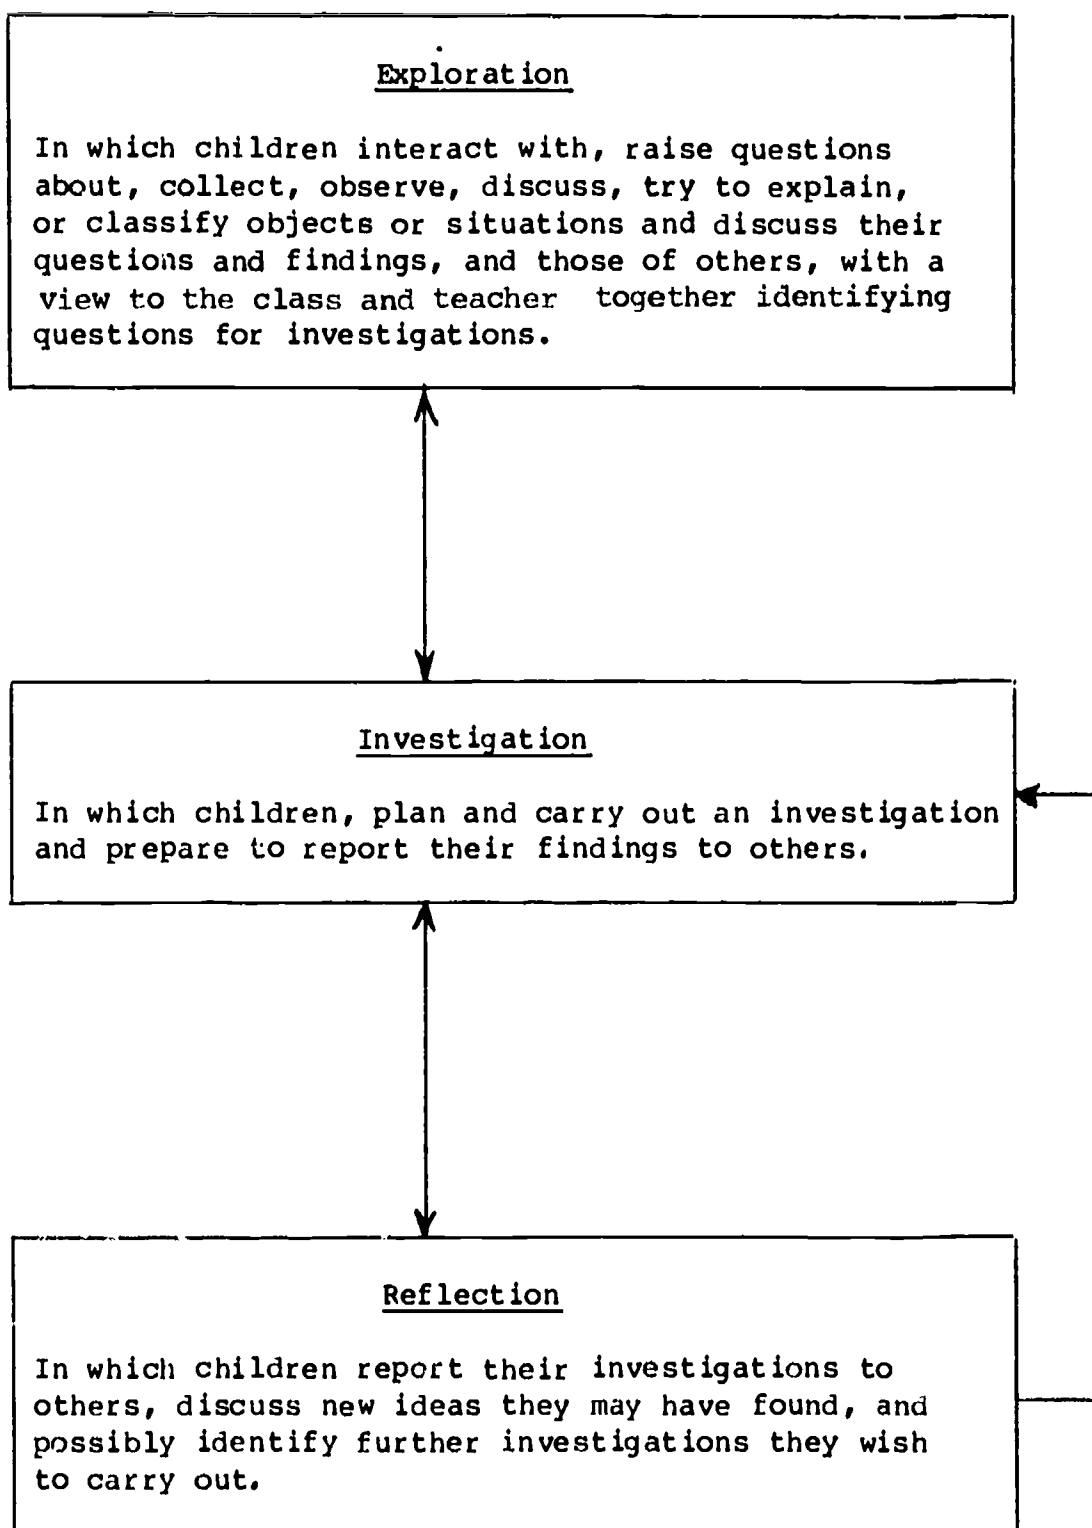 Exploration
In which children interact with, raise questions
about, collect, observe, discuss, try to explain,
or classify objects or situations and discuss their
questions and findings, and those of others, with a
view to the class and teacher together identifying
questions for investigations.
Investigation
In which children, plan and carry out an investigation
and prepare to report their findings to others.
Reflection
In which children report their investigations to
others, discuss new ideas they may have found, and
possibly identify further investigations they wish
to carry out.